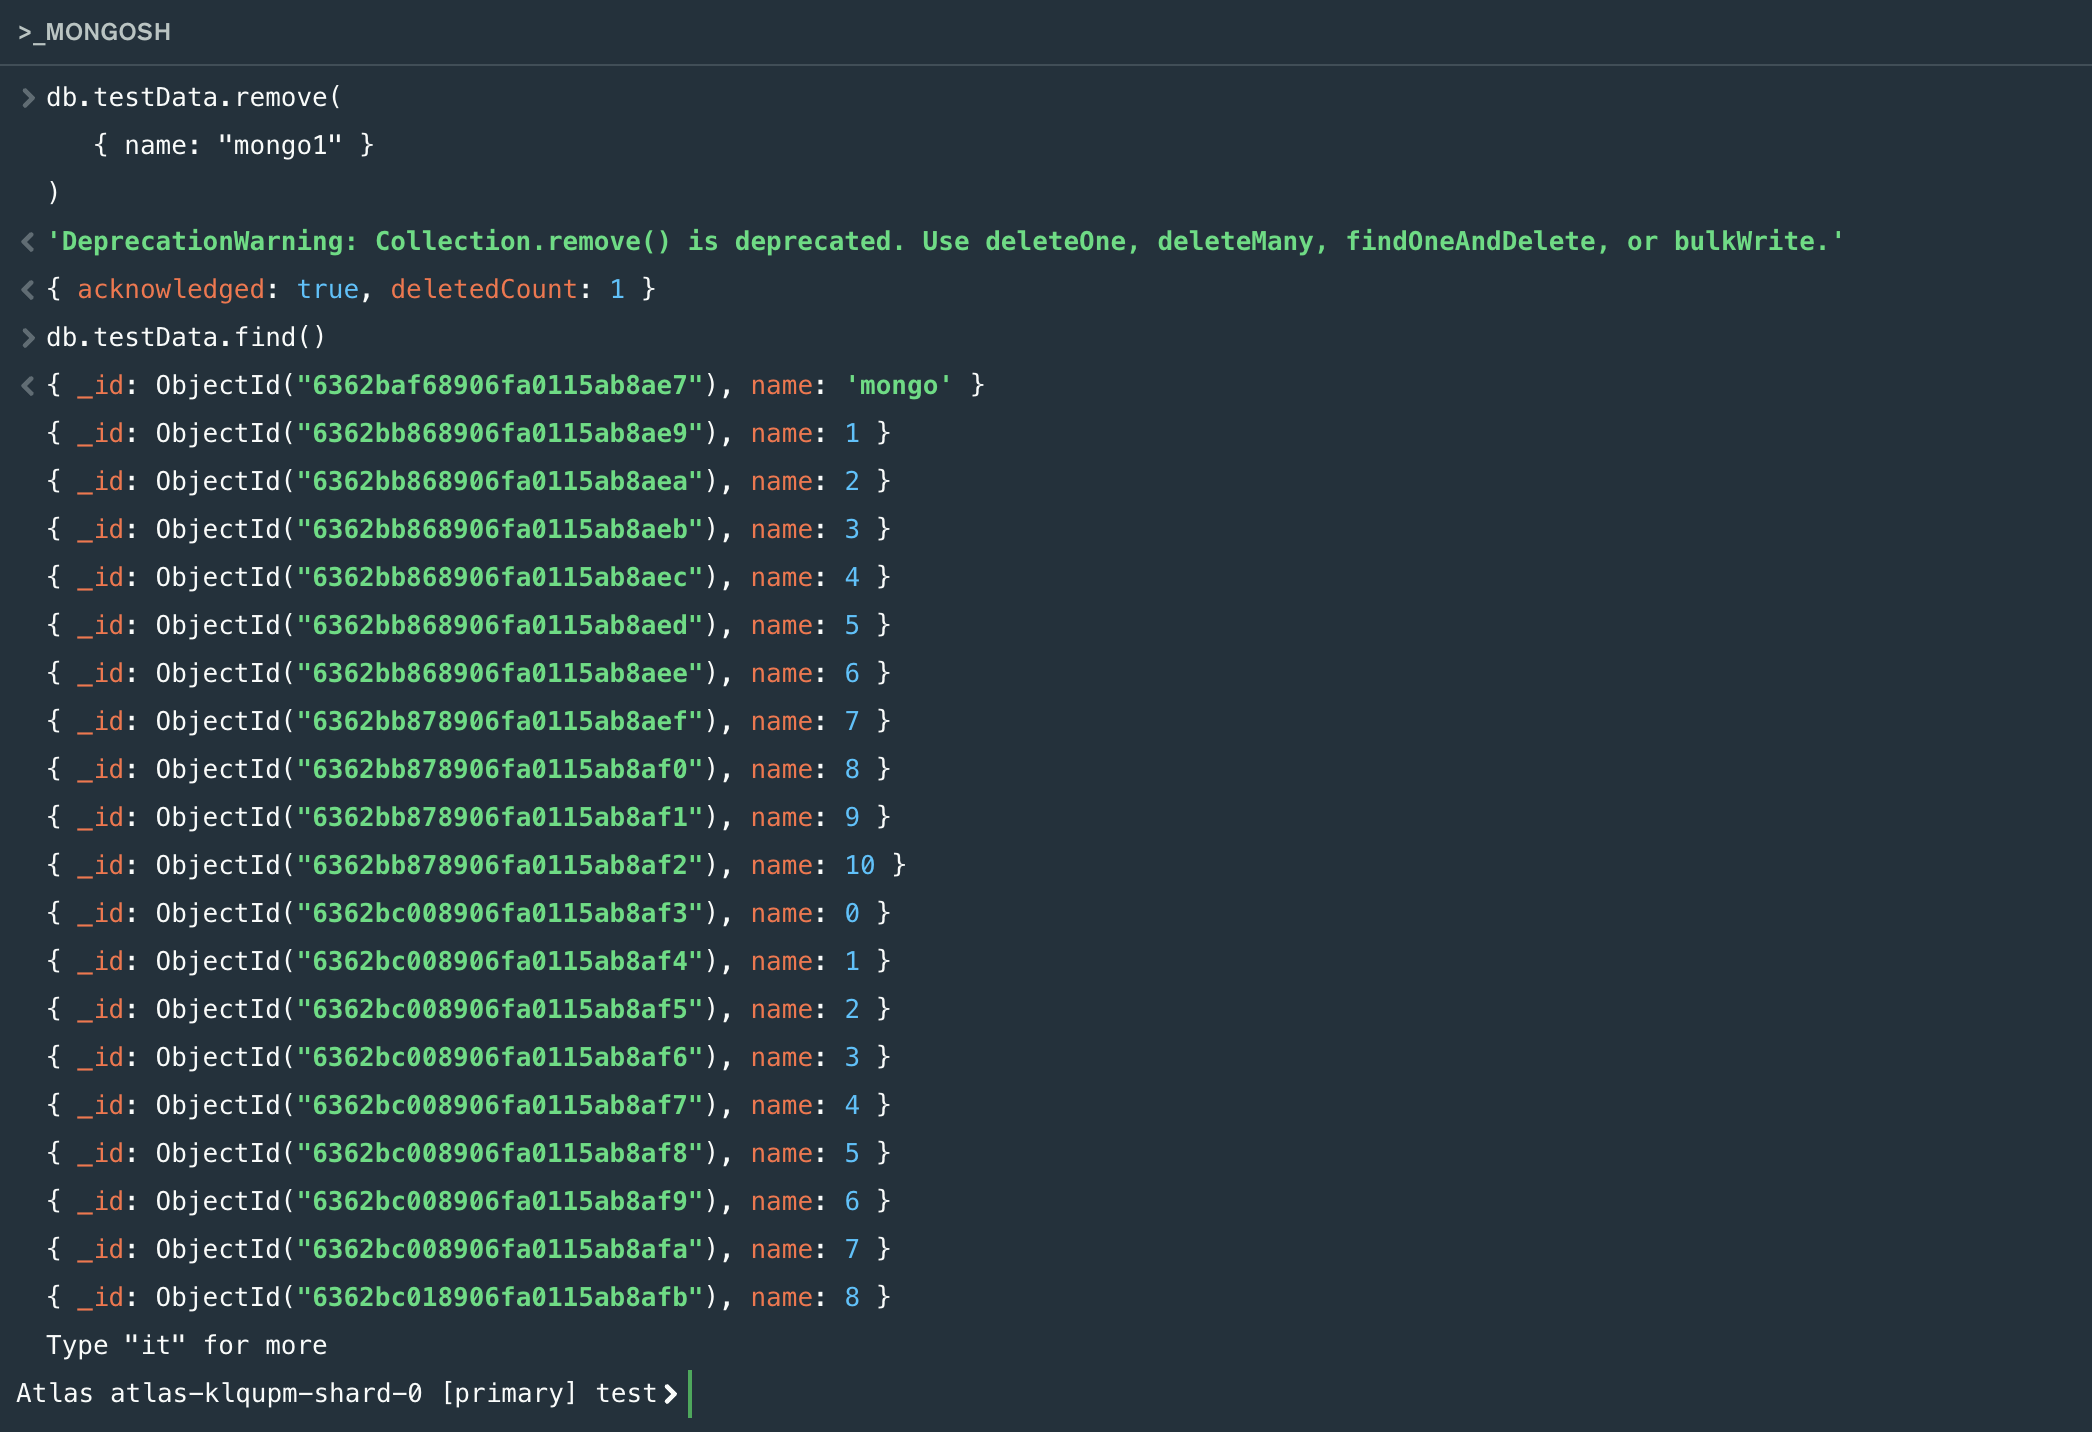 >_MONGOSH
> db.testData.remove(
{ name: "mongo1" }
)
< 'DeprecationWarning: Collection.remove() is deprecated. Use deleteOne, deleteMany, findOneAndDelete, or bulkWrite.'
< { acknowledged: true, deletedCount: 1 }
> db.testData.find()
< { _id: ObjectId("6362baf68906fa0115ab8ae7"), name: 'mongo' }
{ _id: ObjectId("6362bb868906fa0115ab8ae9"), name: 1 }
{ _id: ObjectId("6362bb868906fa0115ab8aea"), name: 2 }
{ _id: ObjectId("6362bb868906fa0115ab8aeb"), name: 3 }
{ _id: ObjectId("6362bb868906fa0115ab8aec"), name: 4 }
{ _id: ObjectId("6362bb868906fa0115ab8aed"), name: 5 }
{ _id: ObjectId("6362bb868906fa0115ab8aee"), name: 6 }
{ _id: ObjectId("6362bb878906fa0115ab8aef"), name: 7 }
{ _id: ObjectId("6362bb878906fa0115ab8af0"), name: 8 }
{ _id: ObjectId("6362bb878906fa0115ab8af1"), name: 9 }
{ _id: ObjectId("6362bb878906fa0115ab8af2"), name: 10 }
{ _id: ObjectId("6362bc008906fa0115ab8af3"), name: 0 }
{ _id: ObjectId("6362bc008906fa0115ab8af4"), name: 1 }
{ _id: ObjectId("6362bc008906fa0115ab8af5"), name: 2 }
{ _id: ObjectId("6362bc008906fa0115ab8af6"), name: 3 }
{ _id: ObjectId("6362bc008906fa0115ab8af7"), name: 4 }
{ _id: ObjectId("6362bc008906fa0115ab8af8"), name: 5 }
{ _id: ObjectId("6362bc008906fa0115ab8af9"), name: 6 }
{ _id: ObjectId("6362bc008906fa0115ab8afa"), name: 7 }
{ _id: ObjectId("6362bc018906fa0115ab8afb"), name: 8 }
Type "it" for more
Atlas atlas-klqupm-shard-0 [primary] test>